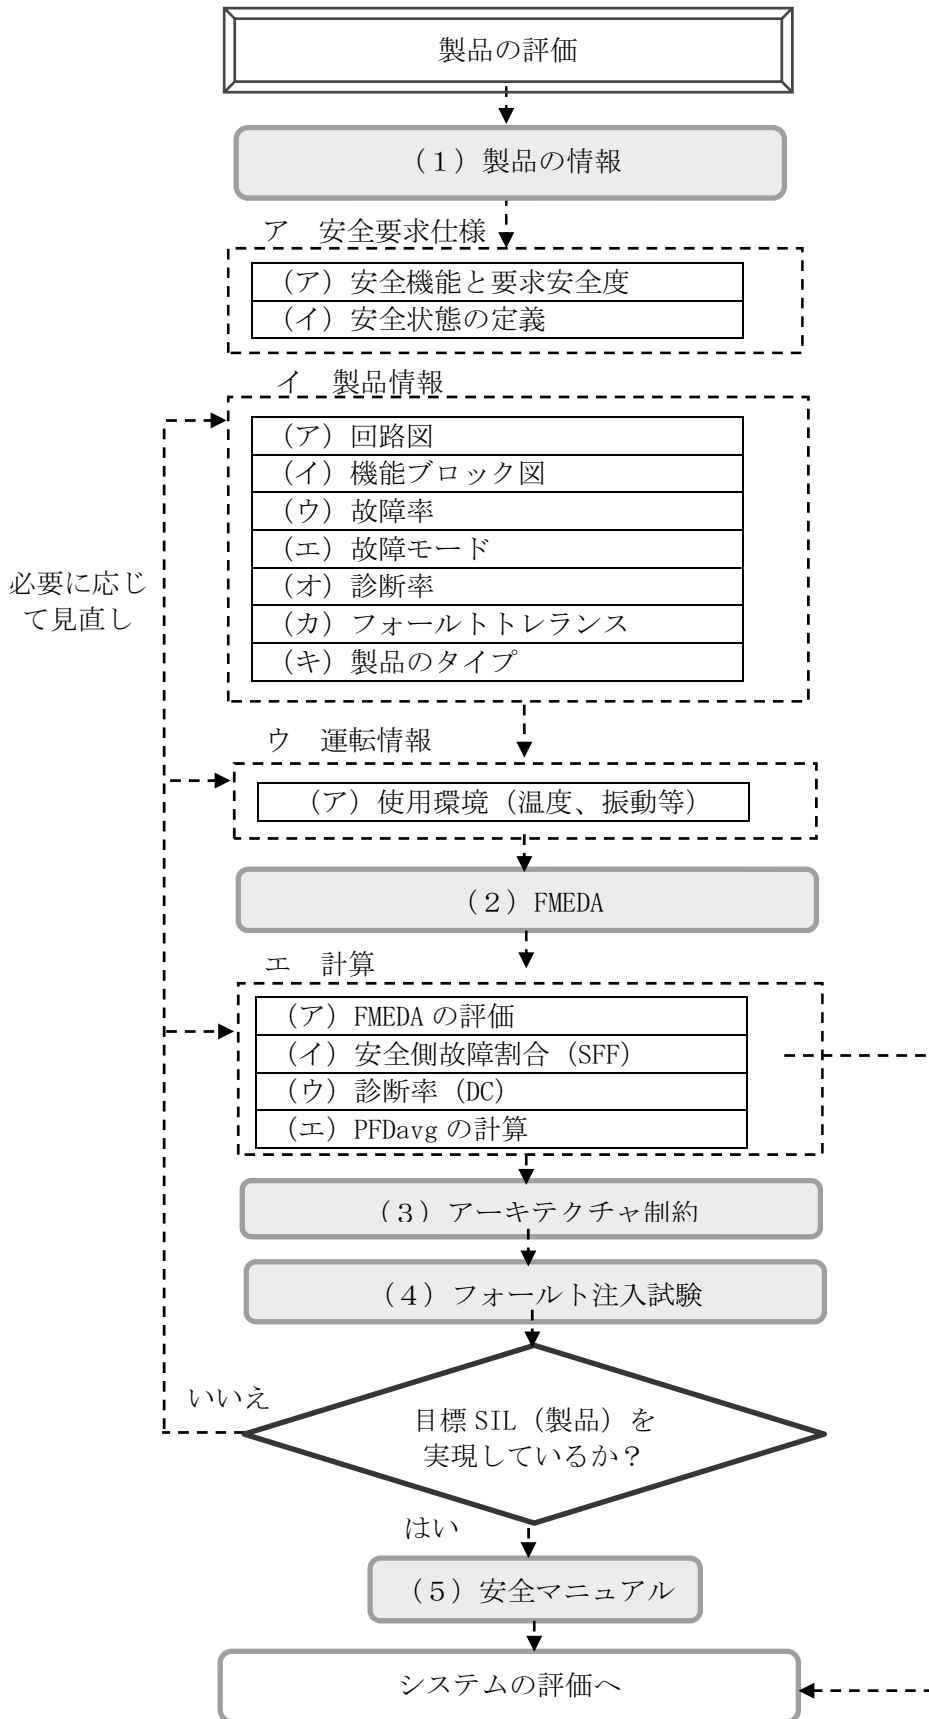 製品の評価
（１）製品の情報
ア　安全要求仕様
（ア）安全機能と要求安全度
（イ）安全状態の定義
イ　製品情報
（ア）回路図
（イ）機能ブロック図
（ウ）故障率
（エ）故障モード
（オ）診断率
（カ）フォールトトレランス
（キ）製品のタイプ
必要に応じ
て見直し
ウ　運転情報
（ア）使用環境（温度、振動等）
（２）FMEDA
エ　計算
（ア）FMEDA の評価
（イ）安全側故障割合（SFF）
（ウ）診断率（DC）
（エ）PFDavg の計算
（３）アーキテクチャ制約
（４）フォールト注入試験
いいえ
目標 SIL（製品）を
実現しているか？
はい
（５）安全マニュアル
システムの評価へ